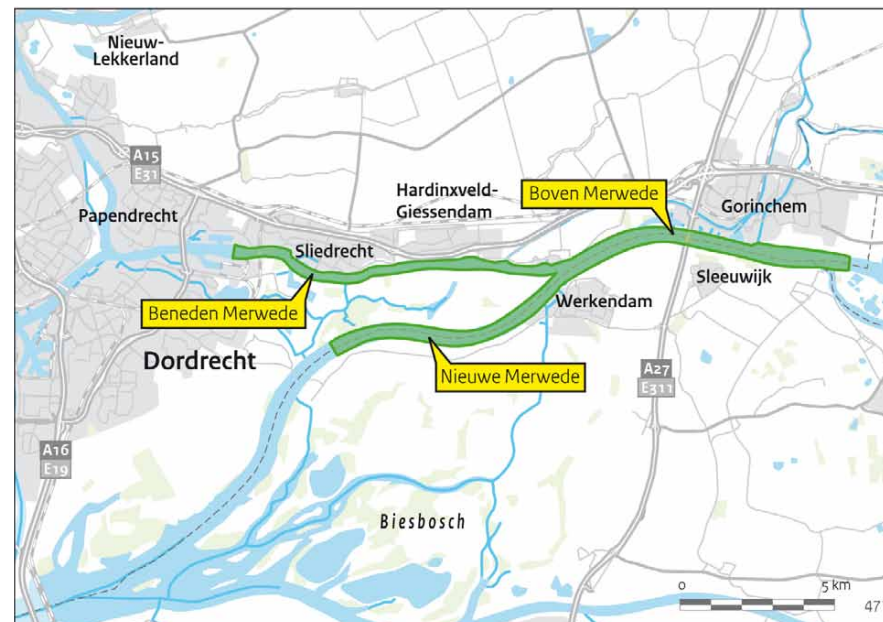 Nieuw-
Lekkerland
A15
E31
Papendrecht
Hardinxveld-
Giessendam
Boven Merwede
Gorinchem
Sliedrecht
Sleeuwijk
Beneden Merwede
Werkendam
Dordrecht
Nieuwe Merwede
A27
E311
A16
E19
Biesbosch
0
5 km
47